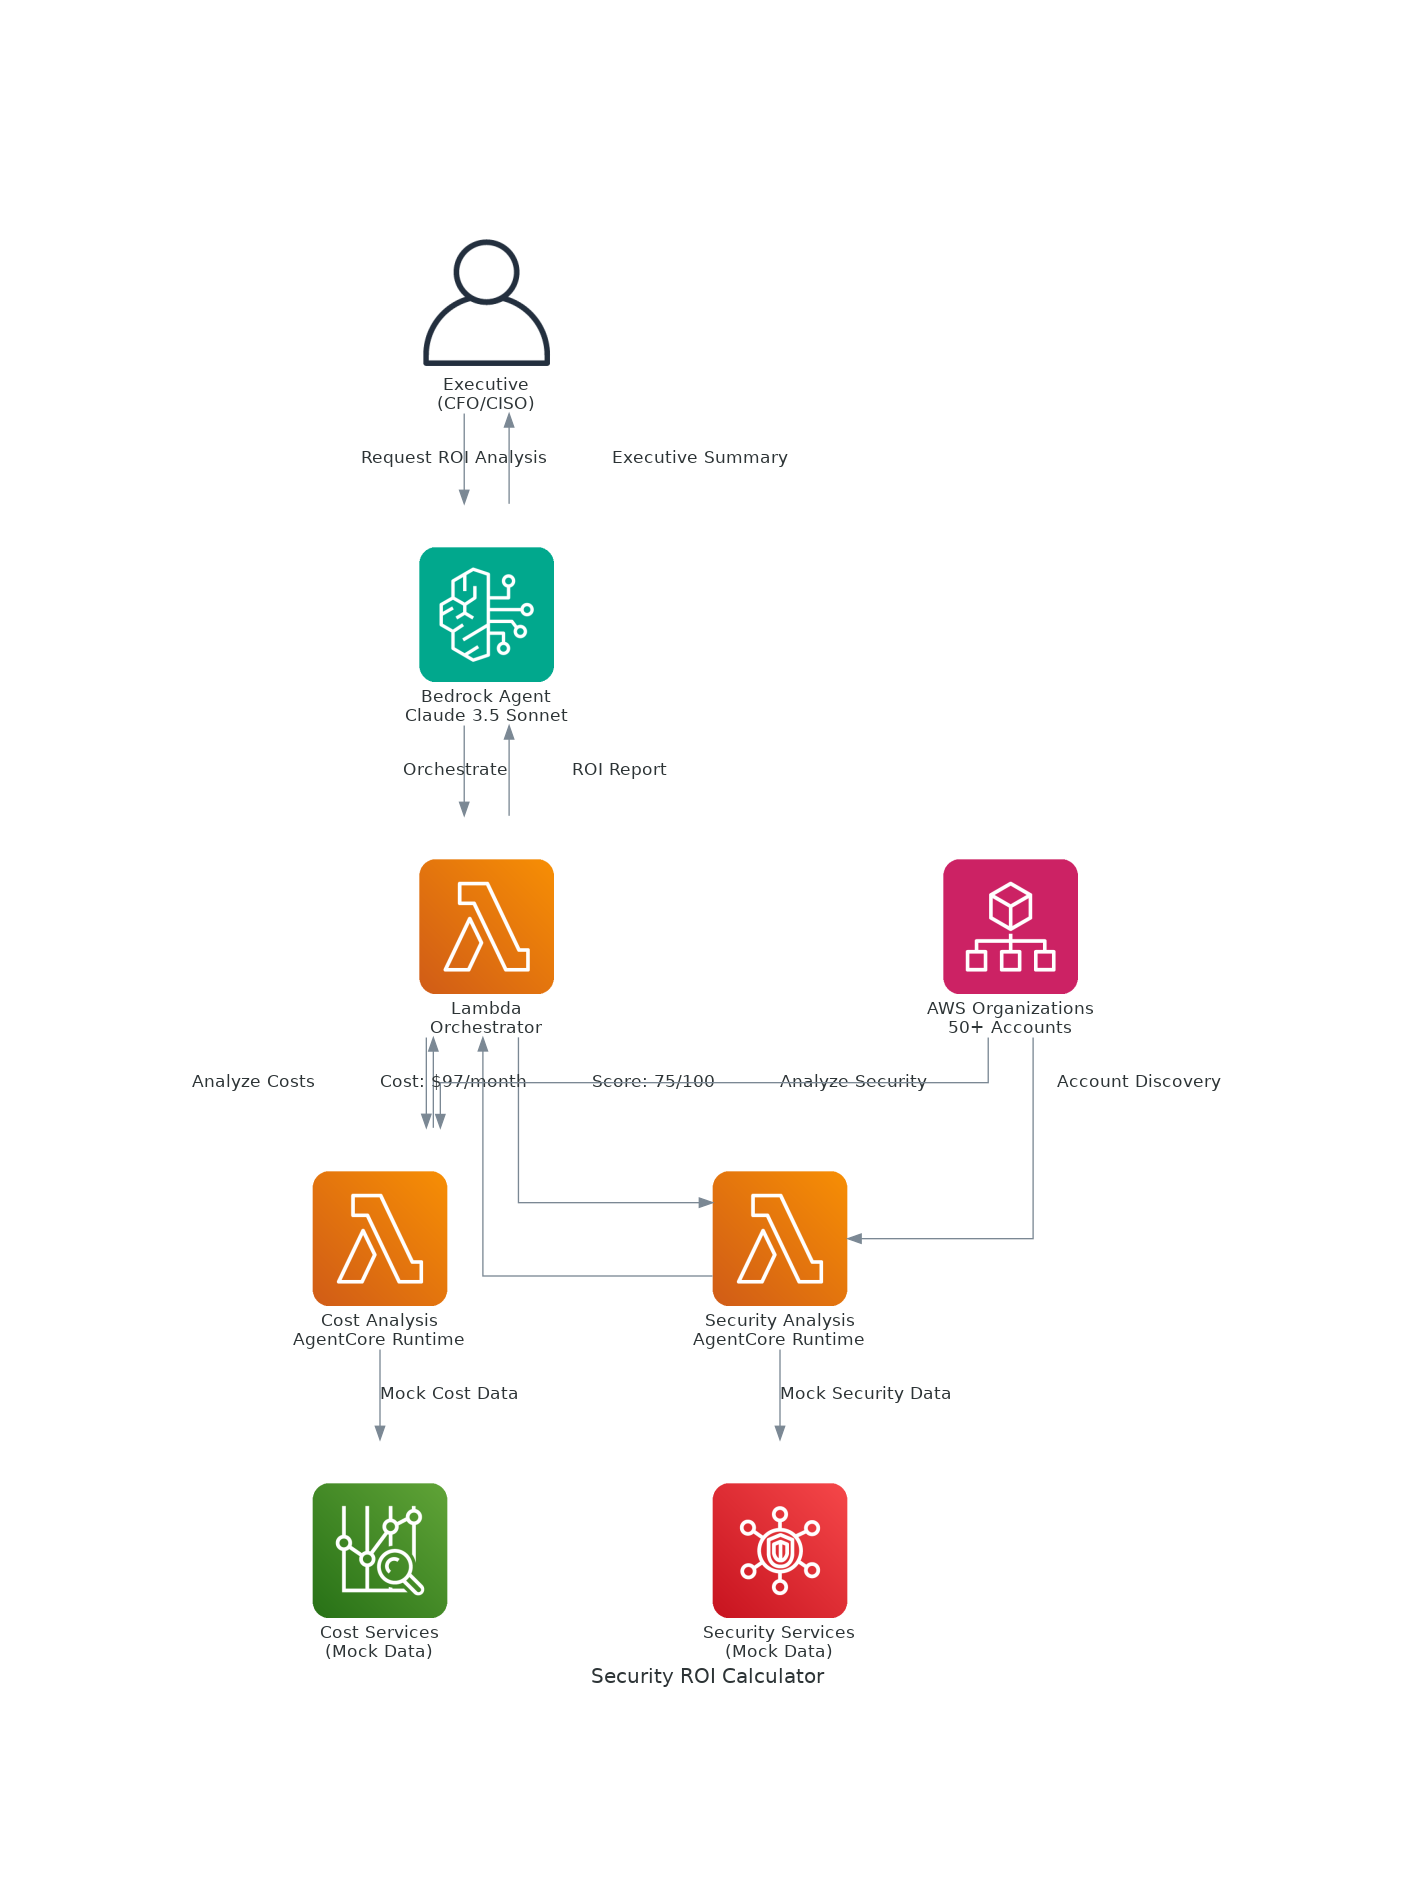 Executive
(CFO/CISO)
Request ROI Analysis
Executive Summary
Bedrock Agent
Claude 3.5 Sonnet
Orchestrate
ROI Report
Lambda
Orchestrator
AWS Organizations
50+ Accounts
Analyze Costs
Cost: $97/month
Score: 75/100
Analyze Security
Account Discovery
Cost Analysis
AgentCore Runtime
Security Analysis
AgentCore Runtime
Mock Cost Data
Mock Security Data
Cost Services
(Mock Data)
Security Services
(Mock Data)
Security ROI Calculator